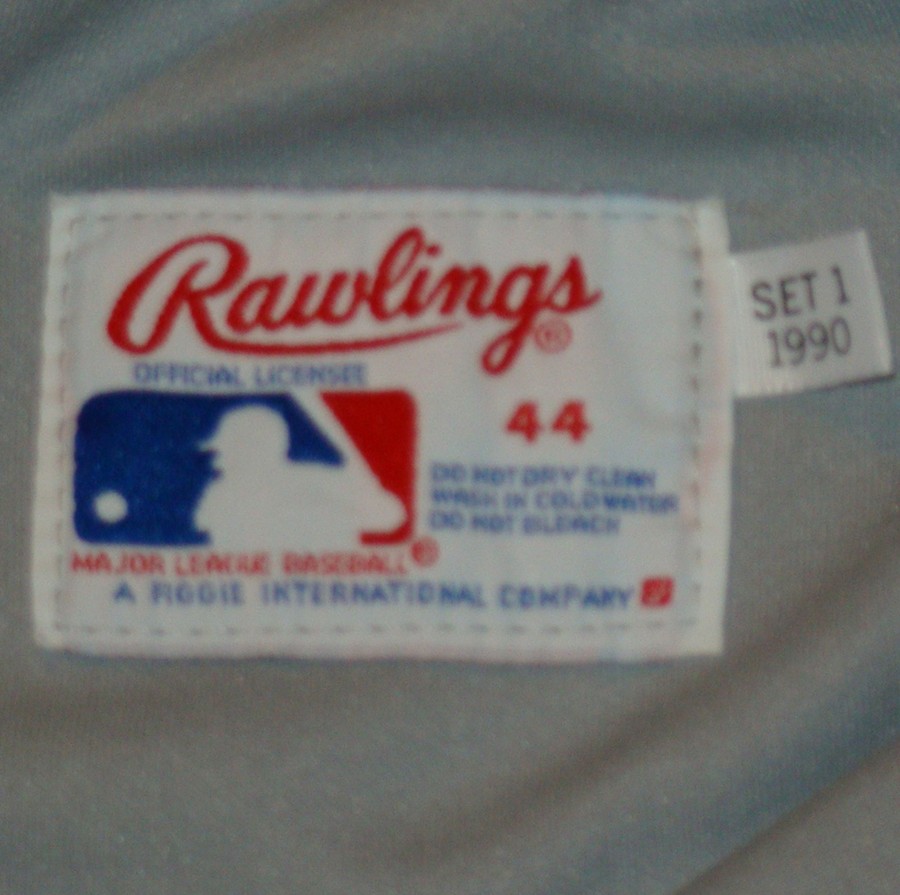 Rawlings®
OFFICIAL LICENSEE
44
DO NOT DRY CLEAN
WASH IN COLD WATER
DO NOT BLEACH
MAJOR LEAGUE BASEBALL®
A FIGGIE INTERNATIONAL COMPANY
SET 1
1990